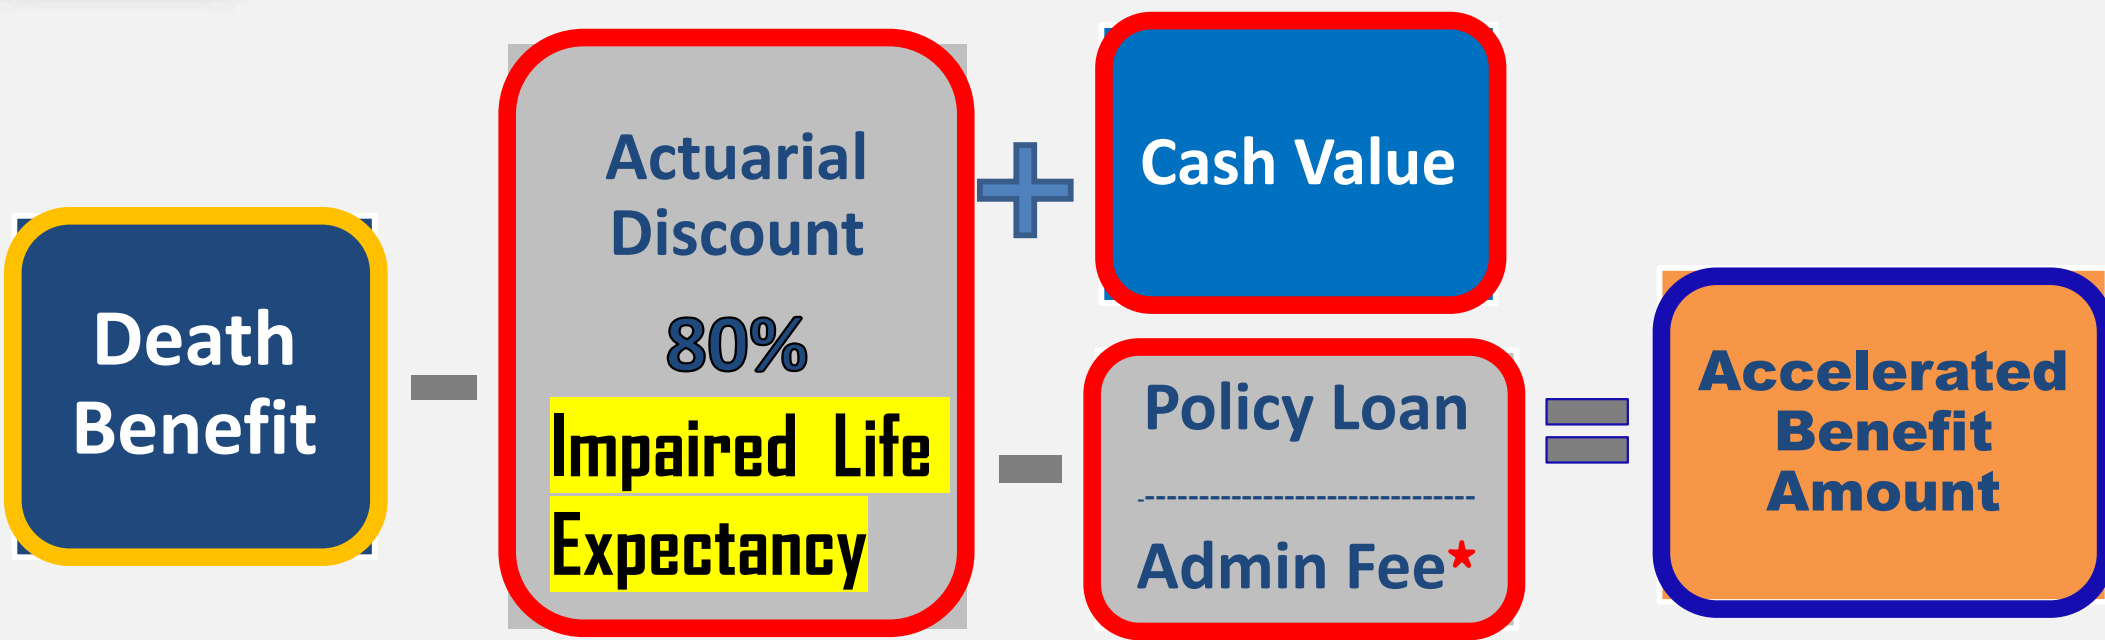 Death
Benefit
Actuarial
Discount
80%
Impaired Life
Expectancy
Cash Value
Policy Loan
-------------------------------
Admin Fee*
Accelerated
Benefit
Amount